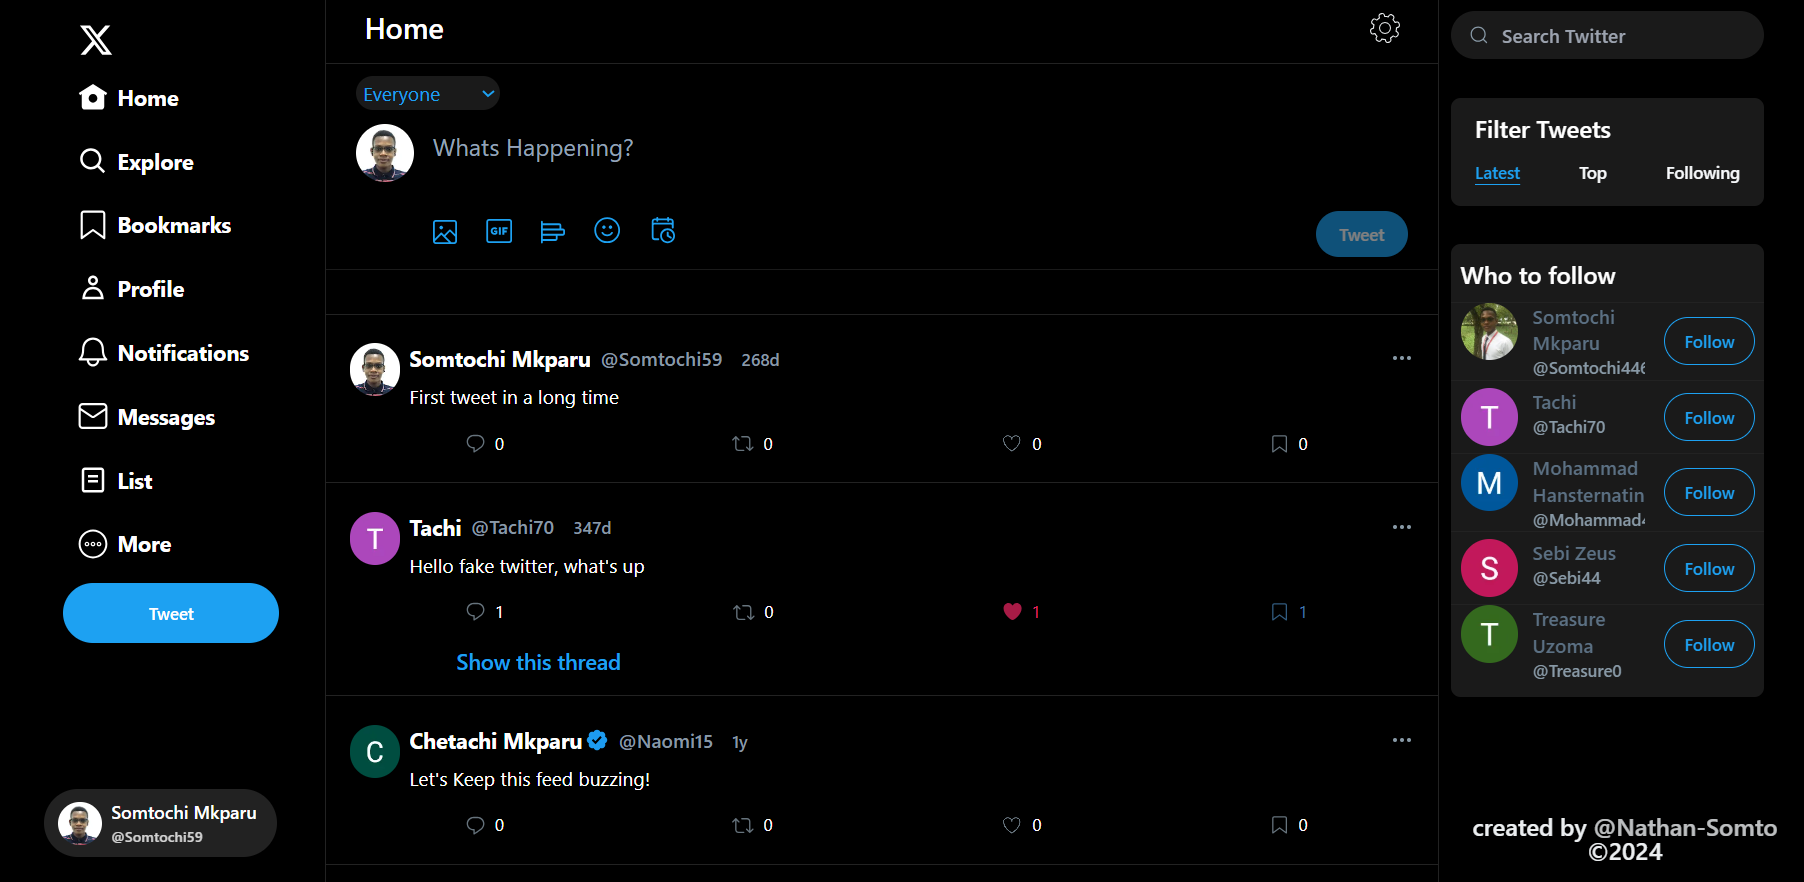 Home
Explore
Bookmarks
Profile
Notifications
Messages
List
More
Tweet
Somtochi Mkparu
@Somtochi59
Home
Everyone
Whats Happening?
GIF
Tweet
Somtochi Mkparu @Somtochi59 268d
First tweet in a long time
0 0 0 0
T
Tachi @Tachi70 347d
Hello fake twitter, what's up
1 0 1 1
Show this thread
C
Chetachi Mkparu @Naomi15 1y
Let's Keep this feed buzzing!
0 0 0 0
Search Twitter
Filter Tweets
Latest Top Following
Who to follow
Somtochi
Mkparu
@Somtochi446
Follow
T
Tachi
@Tachi70
Follow
M
Mohammad
Hansternatin
@Mohammad4
Follow
S
Sebi Zeus
@Sebi44
Follow
T
Treasure
Uzoma
@Treasure0
Follow
created by @Nathan-Somto
©2024